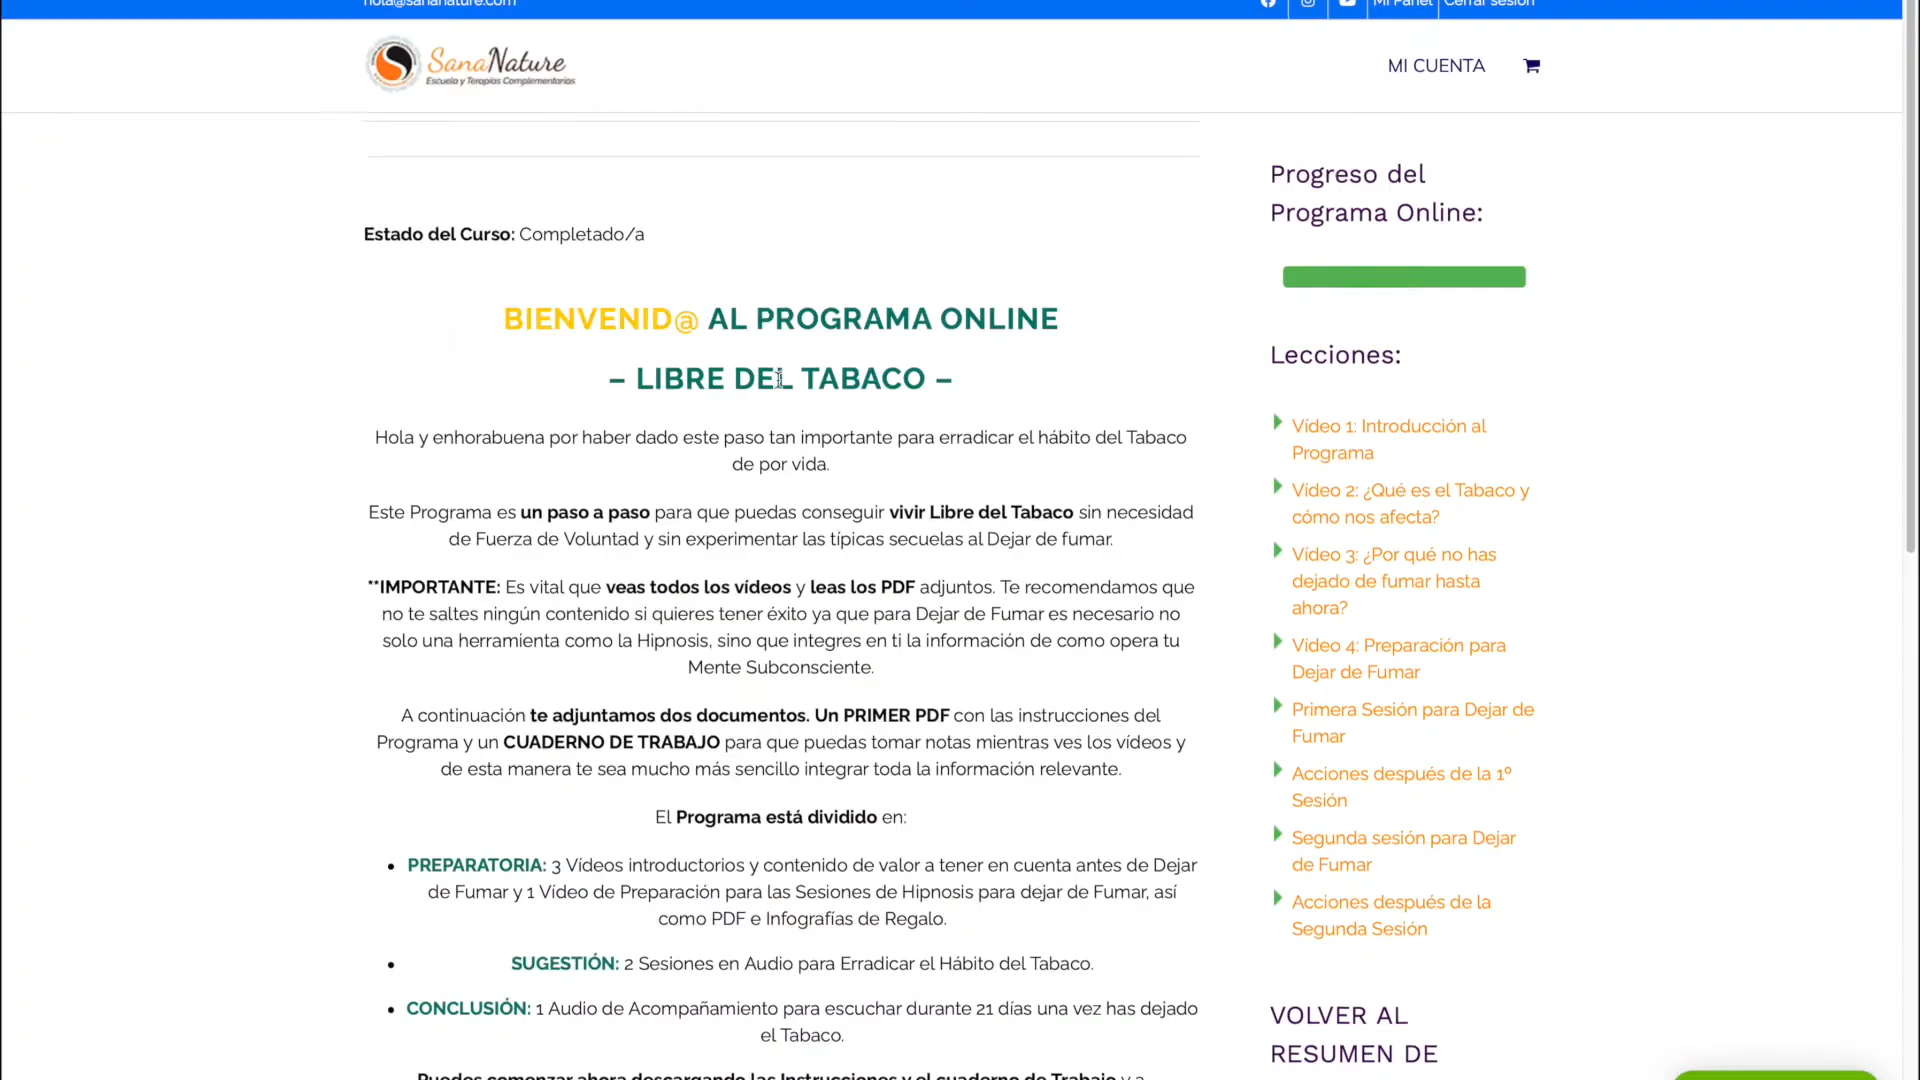 hola@sananature.com
Mi Panel
Cerrar sesión
SanaNature
Escuela y Terapias Complementarias
MI CUENTA
Estado del Curso: Completado/a
BIENVENID@ AL PROGRAMA ONLINE
– LIBRE DEL TABACO –
Hola y enhorabuena por haber dado este paso tan importante para erradicar el hábito del Tabaco
de por vida.
Este Programa es un paso a paso para que puedas conseguir vivir Libre del Tabaco sin necesidad
de Fuerza de Voluntad y sin experimentar las típicas secuelas al Dejar de fumar.
**IMPORTANTE: Es vital que veas todos los vídeos y leas los PDF adjuntos. Te recomendamos que
no te saltes ningún contenido si quieres tener éxito ya que para Dejar de Fumar es necesario no
solo una herramienta como la Hipnosis, sino que integres en ti la información de como opera tu
Mente Subconsciente.
A continuación te adjuntamos dos documentos. Un PRIMER PDF con las instrucciones del
Programa y un CUADERNO DE TRABAJO para que puedas tomar notas mientras ves los vídeos y
de esta manera te sea mucho más sencillo integrar toda la información relevante.
El Programa está dividido en:
• PREPARATORIA: 3 Vídeos introductorios y contenido de valor a tener en cuenta antes de Dejar
de Fumar y 1 Vídeo de Preparación para las Sesiones de Hipnosis para dejar de Fumar, así
como PDF e Infografías de Regalo.
• SUGESTIÓN: 2 Sesiones en Audio para Erradicar el Hábito del Tabaco.
• CONCLUSIÓN: 1 Audio de Acompañamiento para escuchar durante 21 días una vez has dejado
el Tabaco.
Puedes comenzar ahora descargando las Instrucciones y el cuaderno de Trabajo y a
Progreso del
Programa Online:
Lecciones:
Vídeo 1: Introducción al
Programa
Vídeo 2: ¿Qué es el Tabaco y
cómo nos afecta?
Vídeo 3: ¿Por qué no has
dejado de fumar hasta
ahora?
Vídeo 4: Preparación para
Dejar de Fumar
Primera Sesión para Dejar de
Fumar
Acciones después de la 1º
Sesión
Segunda sesión para Dejar
de Fumar
Acciones después de la
Segunda Sesión
VOLVER AL
RESUMEN DE